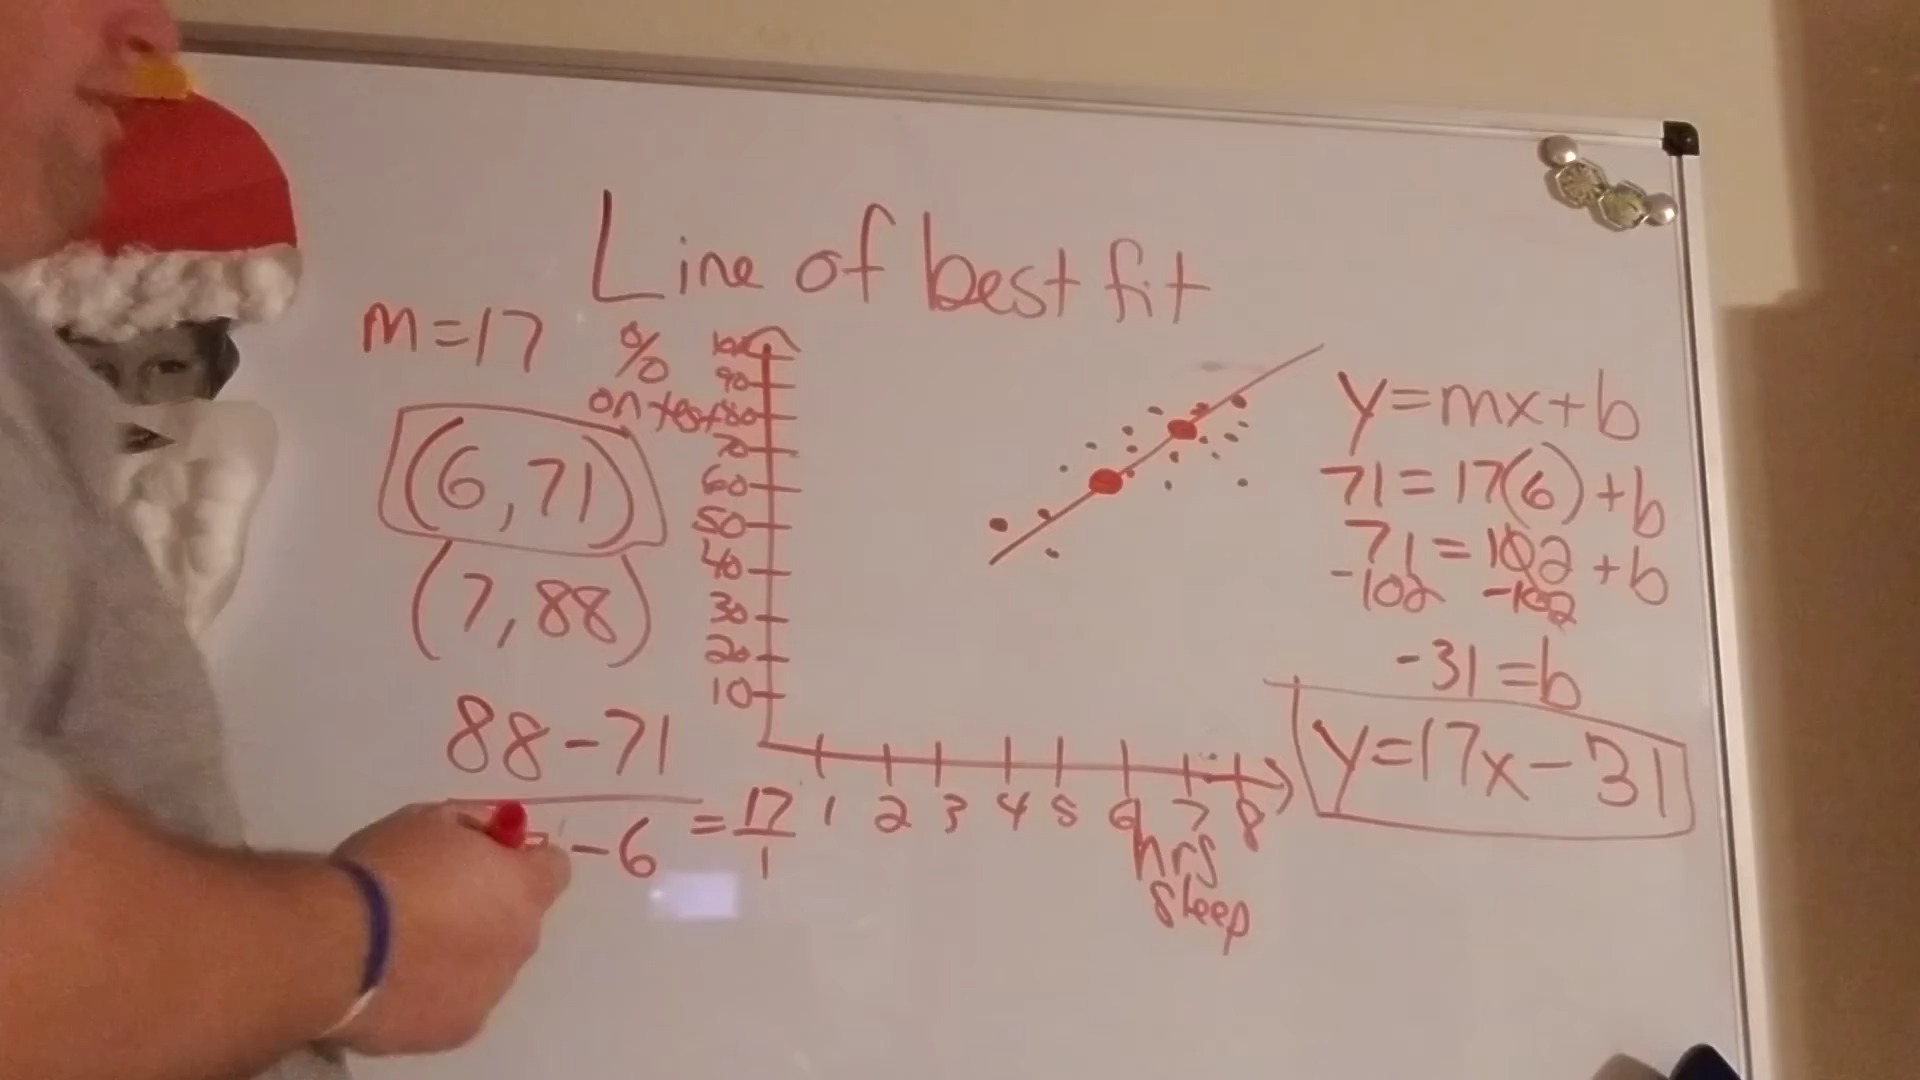 Line of best fit
m=17
(6,71)
(7,88)
88-71
-6
= 17/1
%
on test
100
90
80
70
60
50
40
30
20
10
1 2 3 4 5 6 7 8
hrs
sleep
y=mx+b
71=17(6)+b
71=102+b
-102 -102
-31=b
y=17x-31